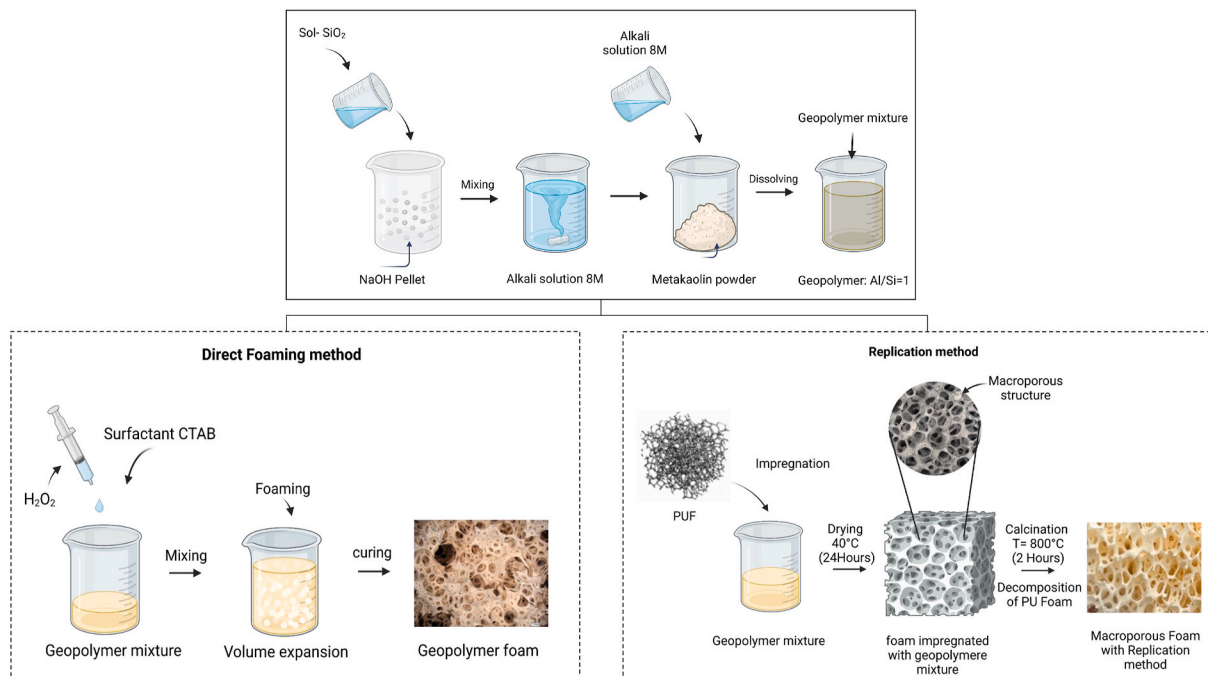 Sol- SiO₂
Alkali
solution 8M
Geopolymer mixture
Mixing
Dissolving
NaOH Pellet
Alkali solution 8M
Metakaolin powder
Geopolymer: Al/Si=1
Direct Foaming method
Surfactant CTAB
H₂O₂
Foaming
Mixing
curing
Geopolymer mixture
Volume expansion
Geopolymer foam
Replication method
Macroporous
structure
Impregnation
PUF
Drying
40°C
(24Hours)
Calcination
T= 800°C
(2 Hours)
Decomposition
of PU Foam
Geopolymer mixture
foam impregnated
with geopolymere
mixture
Macroporous Foam
with Replication
method